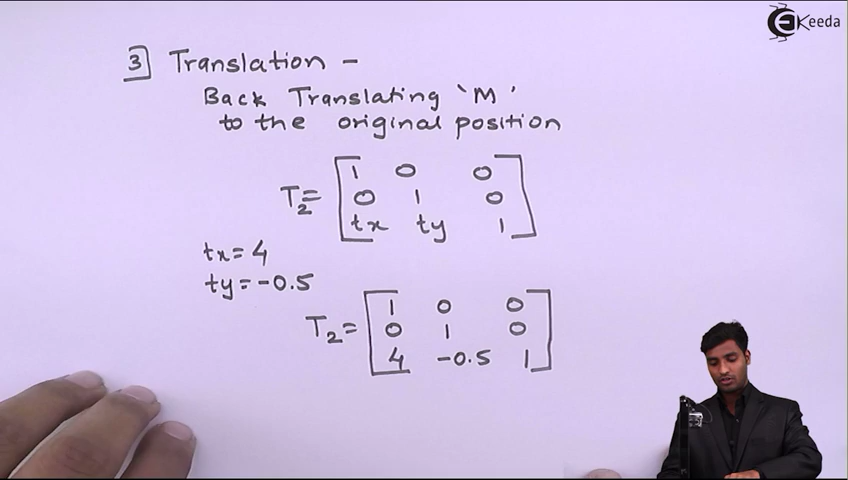 Ekeeda
3 Translation -
Back Translating 'M'
to the original position
T2 = [1 0 0
0 1 0
tx ty 1]
tx = 4
ty = -0.5
T2 = [1 0 0
0 1 0
4 -0.5 1]